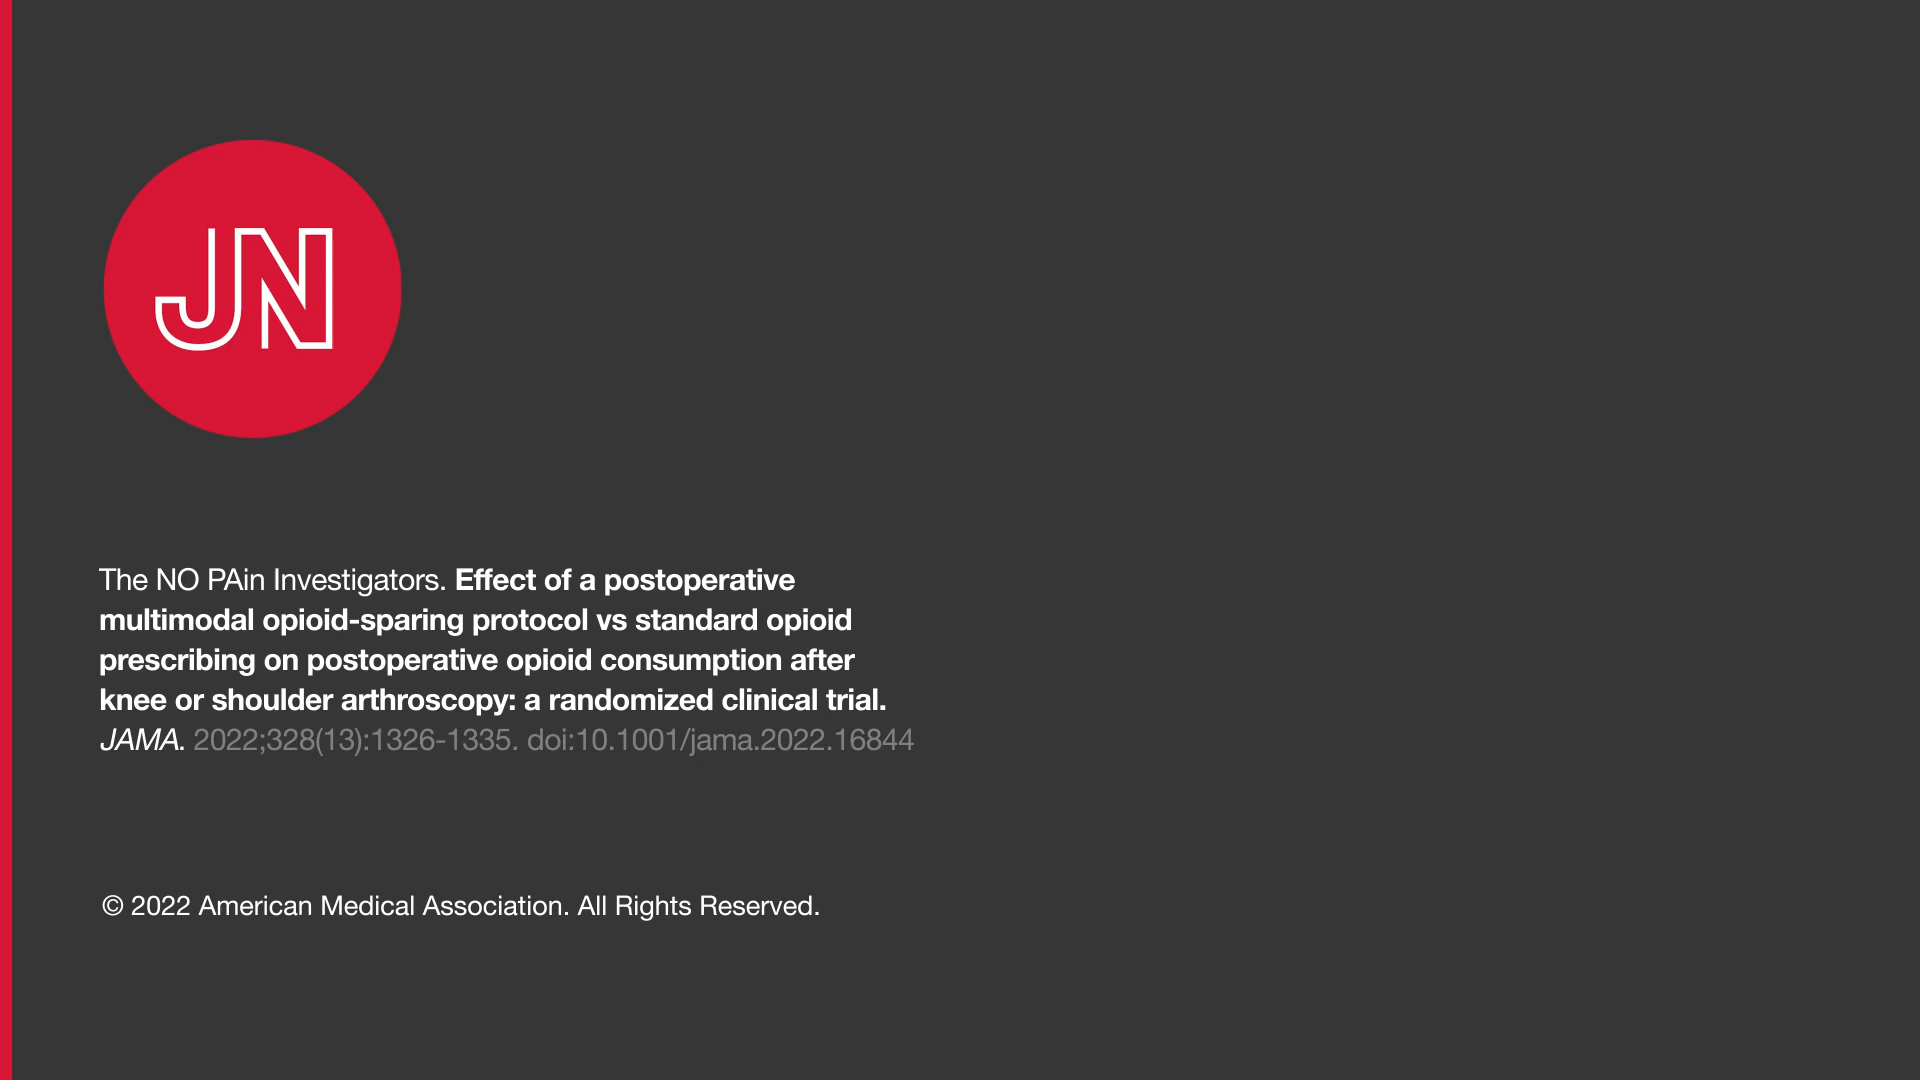 JN
The NO PAin Investigators. Effect of a postoperative
multimodal opioid-sparing protocol vs standard opioid
prescribing on postoperative opioid consumption after
knee or shoulder arthroscopy: a randomized clinical trial.
JAMA. 2022;328(13):1326-1335. doi:10.1001/jama.2022.16844
© 2022 American Medical Association. All Rights Reserved.